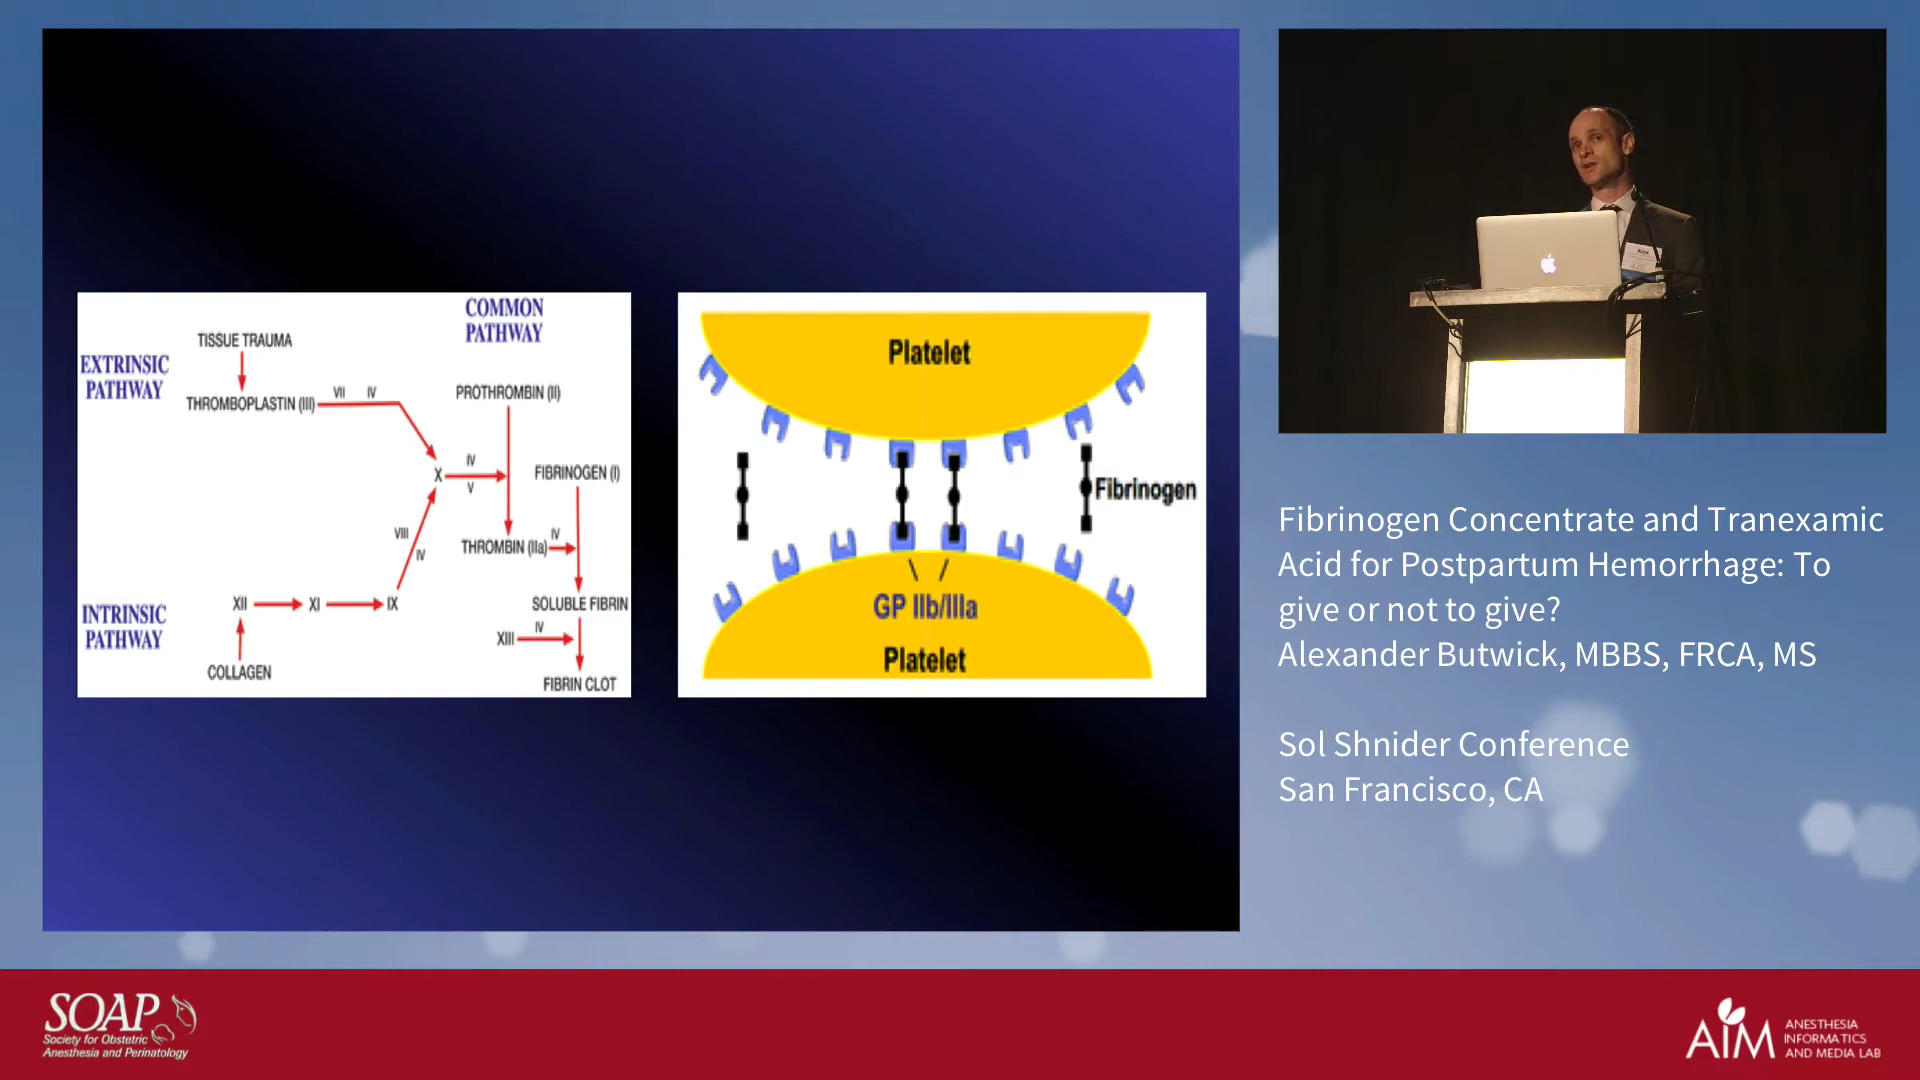 COMMON
PATHWAY
TISSUE TRAUMA
EXTRINSIC
PATHWAY
THROMBOPLASTIN (III)
VII IV
PROTHROMBIN (II)
X
IV
V
FIBRINOGEN (I)
VIII
IV
THROMBIN (IIa)
IV
XII XI IX
SOLUBLE FIBRIN
INTRINSIC
PATHWAY
XIII
IV
COLLAGEN
FIBRIN CLOT
Platelet
Fibrinogen
GP IIb/IIIa
Platelet
Fibrinogen Concentrate and Tranexamic
Acid for Postpartum Hemorrhage: To
give or not to give?
Alexander Butwick, MBBS, FRCA, MS
Sol Shnider Conference
San Francisco, CA
SOAP
Society for Obstetric
Anesthesia and Perinatology
AIM
ANESTHESIA
INFORMATICS
AND MEDIA LAB